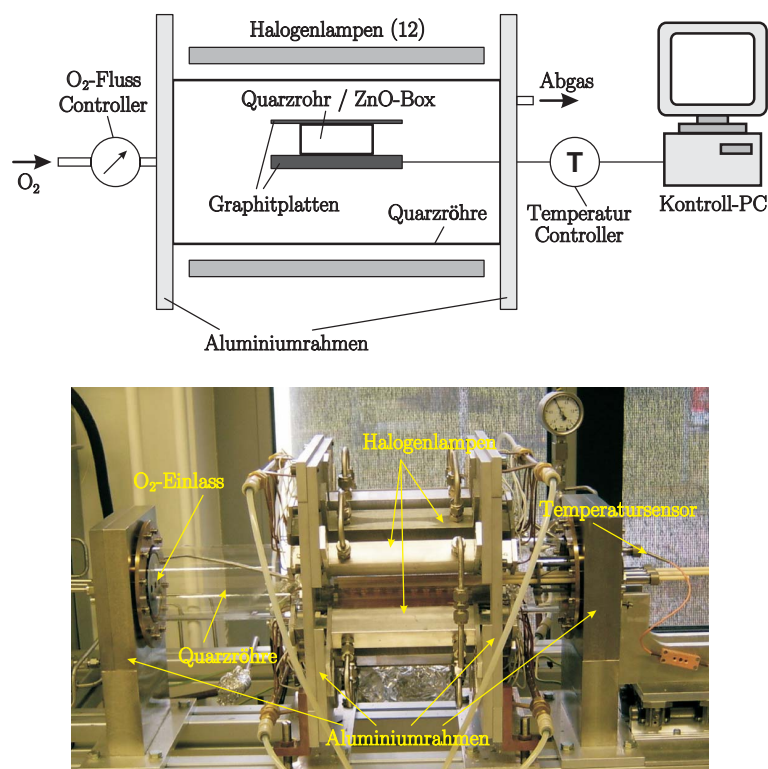 Halogenlampen (12)
O₂-Fluss
Controller
Quarzrohr / ZnO-Box
Abgas
O₂
T
Graphitplatten
Quarzröhre
Temperatur
Controller
Kontroll-PC
Aluminiumrahmen
Halogenlampen
O₂-Einlass
Temperatursensor
Quarzröhre
Aluminiumrahmen